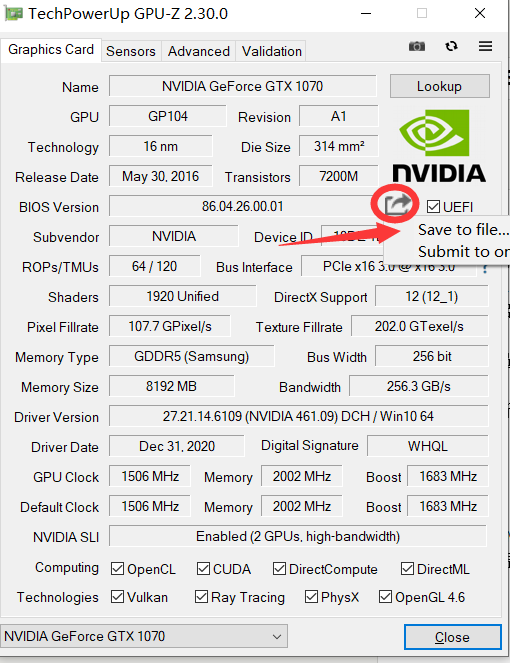 TechPowerUp GPU-Z 2.30.0
Graphics Card Sensors Advanced Validation
Name NVIDIA GeForce GTX 1070 Lookup
GPU GP104 Revision A1
Technology 16 nm Die Size 314 mm²
Release Date May 30, 2016 Transistors 7200M
NVIDIA
BIOS Version 86.04.26.00.01 UEFI
Subvendor NVIDIA Device ID
Save to file...
Submit to
ROPs/TMUs 64 / 120 Bus Interface PCIe x16 3.0 @ x16 3.0 ?
Shaders 1920 Unified DirectX Support 12 (12_1)
Pixel Fillrate 107.7 GPixel/s Texture Fillrate 202.0 GTexel/s
Memory Type GDDR5 (Samsung) Bus Width 256 bit
Memory Size 8192 MB Bandwidth 256.3 GB/s
Driver Version 27.21.14.6109 (NVIDIA 461.09) DCH / Win10 64
Driver Date Dec 31, 2020 Digital Signature WHQL
GPU Clock 1506 MHz Memory 2002 MHz Boost 1683 MHz
Default Clock 1506 MHz Memory 2002 MHz Boost 1683 MHz
NVIDIA SLI Enabled (2 GPUs, high-bandwidth)
Computing OpenCL CUDA DirectCompute DirectML
Technologies Vulkan Ray Tracing PhysX OpenGL 4.6
NVIDIA GeForce GTX 1070 Close